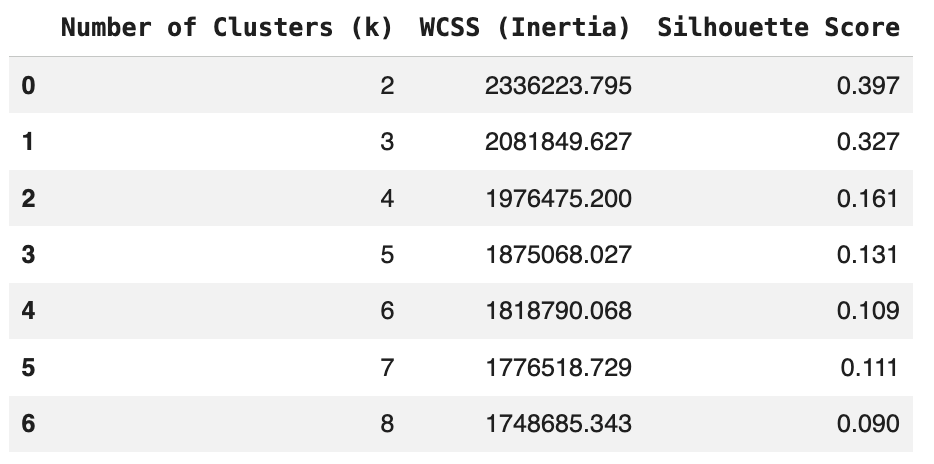 Number of Clusters (k) WCSS (Inertia) Silhouette Score
0 2 2336223.795 0.397
1 3 2081849.627 0.327
2 4 1976475.200 0.161
3 5 1875068.027 0.131
4 6 1818790.068 0.109
5 7 1776518.729 0.111
6 8 1748685.343 0.090